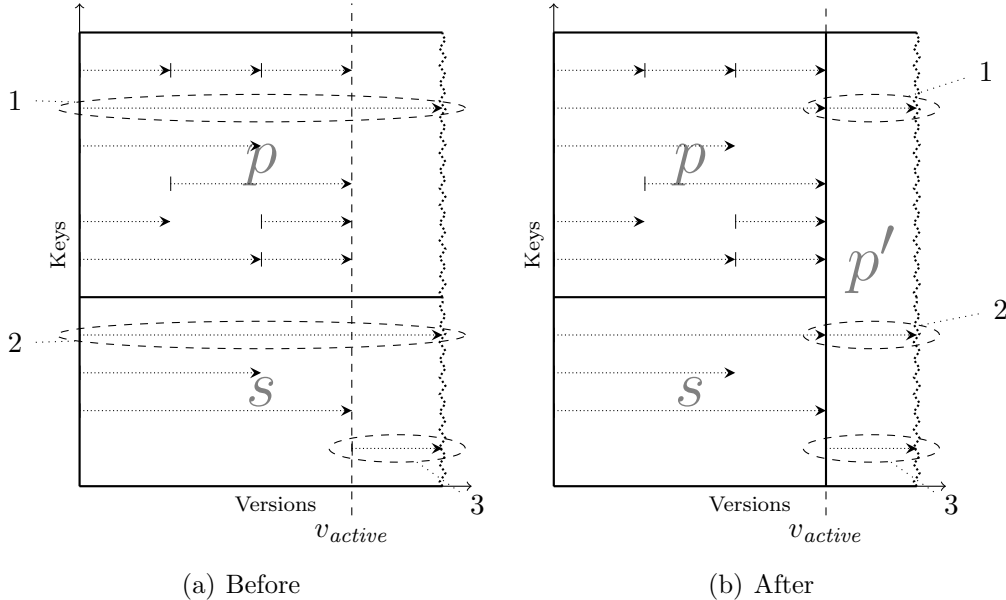 1
p
Keys
2
s
3
Versions
v_active
(a) Before
1
p
Keys
p′
2
s
3
Versions
v_active
(b) After